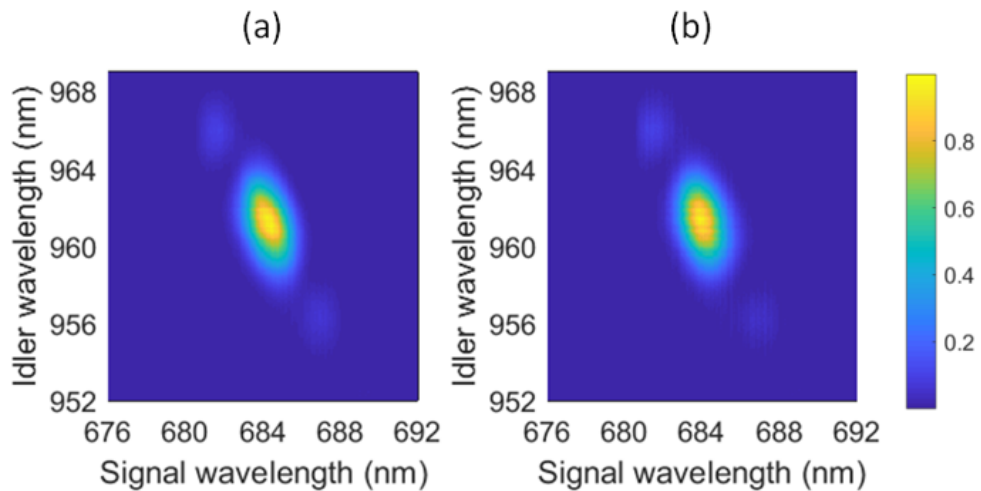 (a)
(b)
Idler wavelength (nm)
968
964
960
956
952
676 680 684 688 692
Signal wavelength (nm)
Idler wavelength (nm)
968
964
960
956
952
676 680 684 688 692
Signal wavelength (nm)
0.8
0.6
0.4
0.2